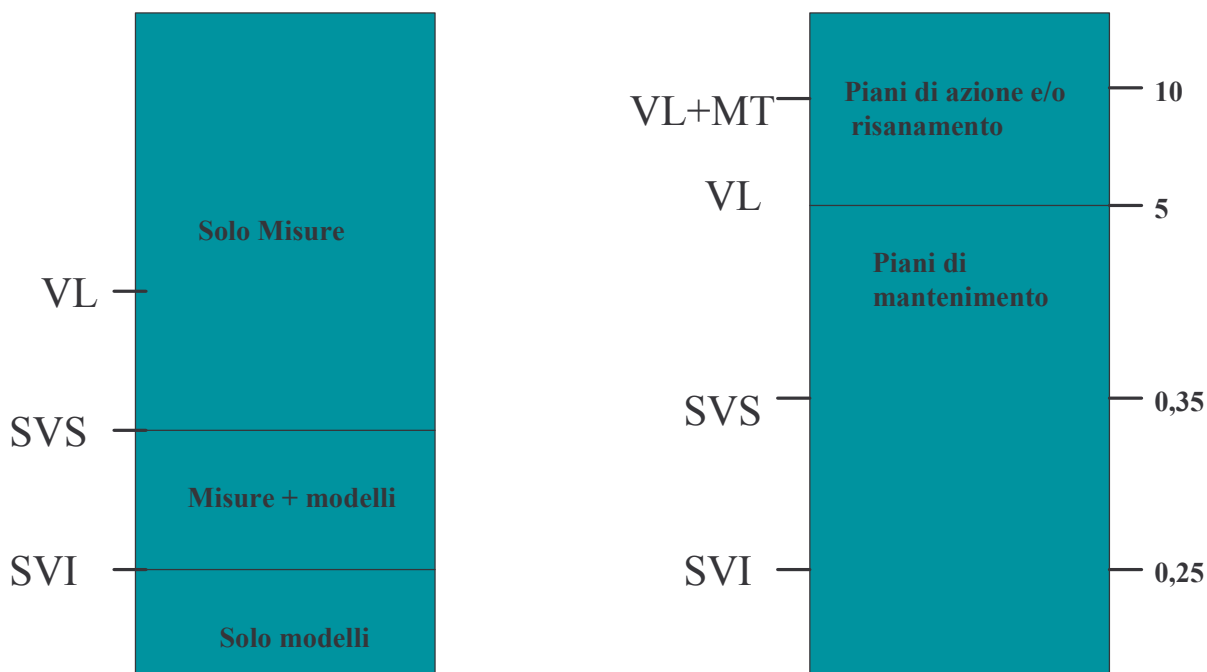 Solo Misure
VL
SVS
Misure + modelli
SVI
Solo modelli
VL+MT
Piani di azione e/o
risanamento
10
VL
5
Piani di
mantenimento
SVS
0,35
SVI
0,25